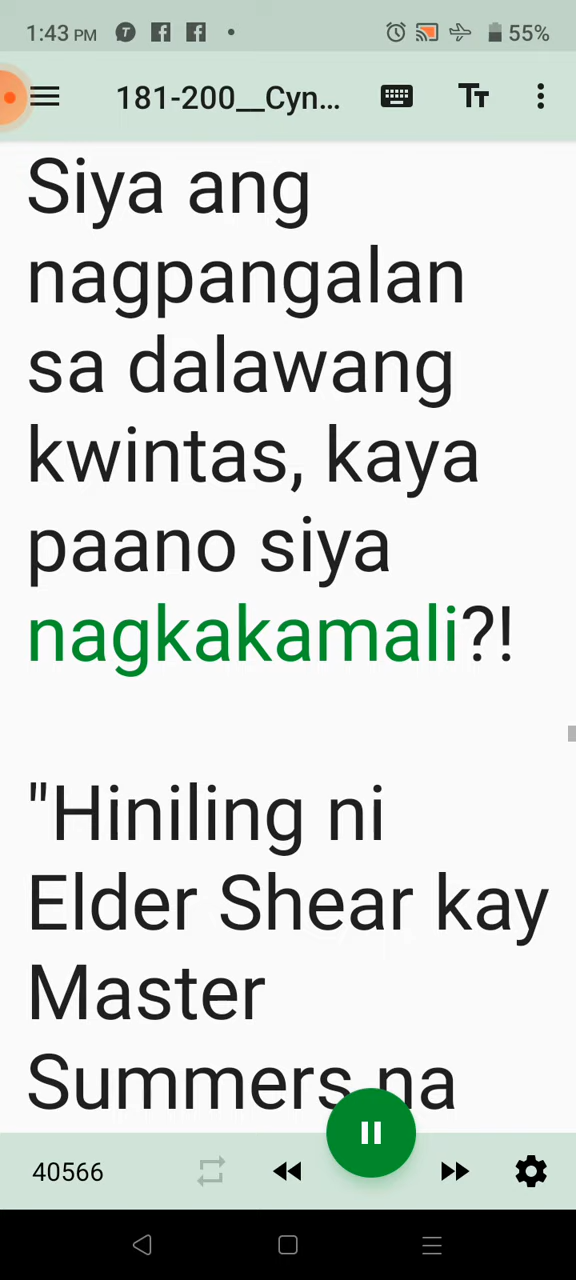 1:43 PM
55%
181-200__Cyn...
Siya ang
nagpangalan
sa dalawang
kwintas, kaya
paano siya
nagkakamali?!
"Hiniling ni
Elder Shear kay
Master
Summers na
40566